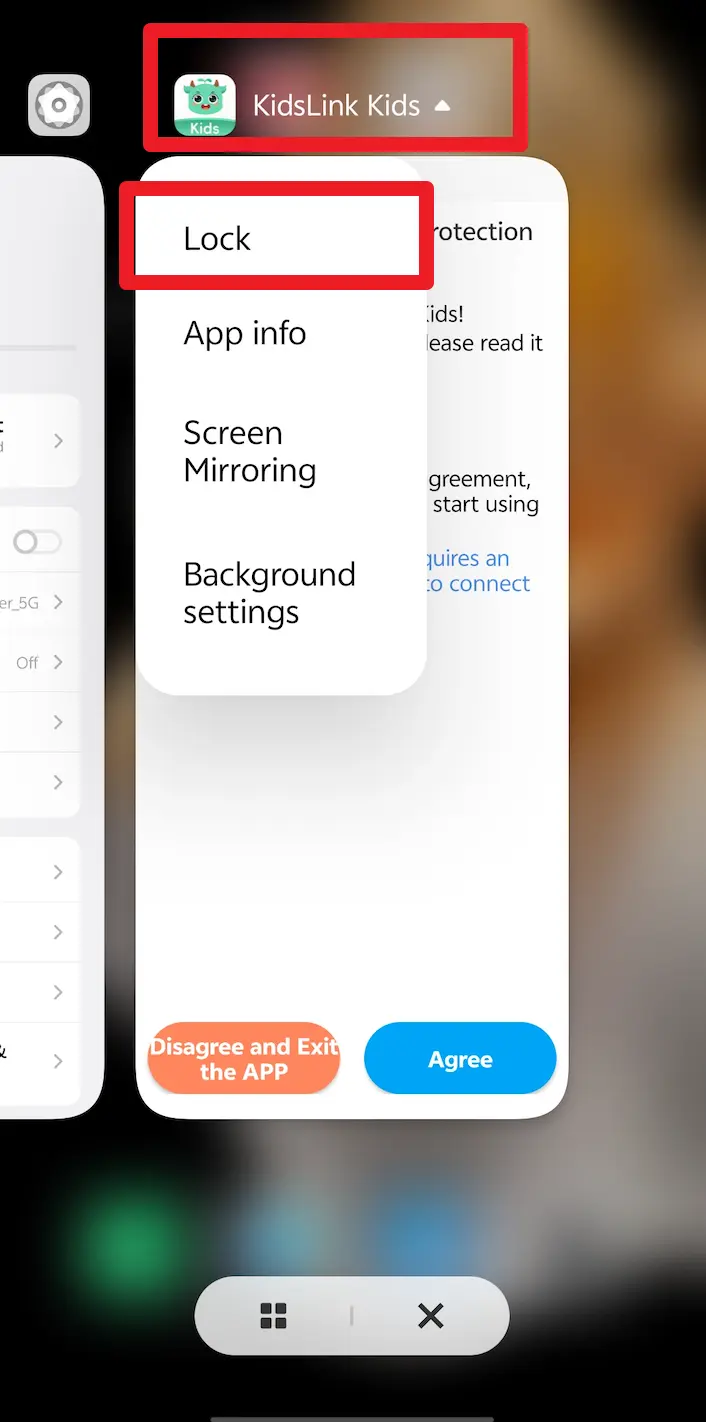 Kids
KidsLink Kids
Lock
App info
Screen
Mirroring
Background
settings
rotection
ids!
lease read it
greement,
start using
quires an
to connect
er_5G
Off
&
Disagree and Exit
the APP
Agree